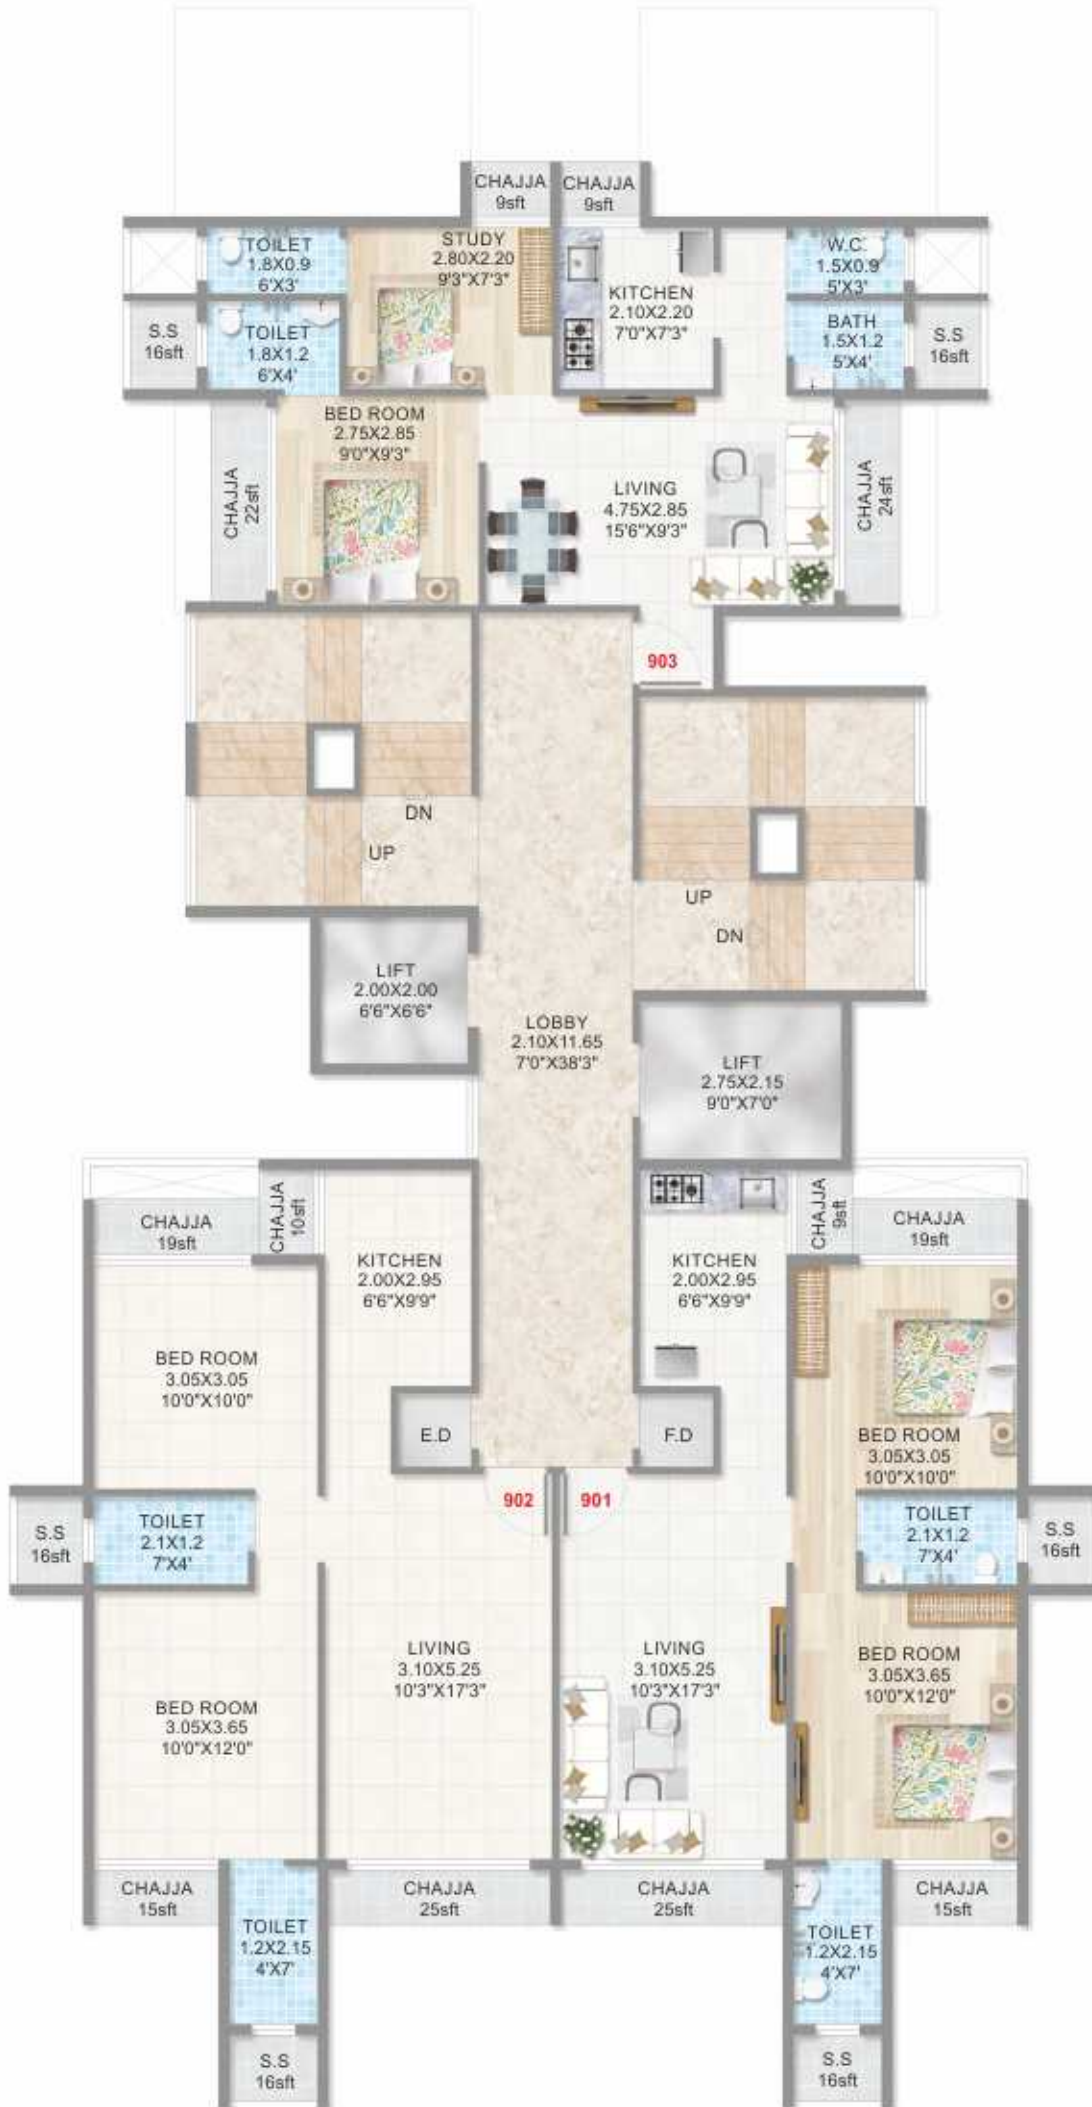 CHAJJA
9sft
CHAJJA
9sft
TOILET
1.8X0.9
6'X3'
STUDY
2.80X2.20
9'3"X7'3"
W.C.
1.5X0.9
5'X3'
KITCHEN
2.10X2.20
7'0"X7'3"
S.S
16sft
TOILET
1.8X1.2
6'X4'
BATH
1.5X1.2
5'X4'
S.S
16sft
BED ROOM
2.75X2.85
9'0"X9'3"
CHAJJA
22sft
LIVING
4.75X2.85
15'6"X9'3"
CHAJJA
24sft
903
DN
UP
UP
DN
LIFT
2.00X2.00
6'6"X6'6"
LOBBY
2.10X11.65
7'0"X38'3"
LIFT
2.75X2.15
9'0"X7'0"
CHAJJA
19sft
CHAJJA
10sft
KITCHEN
2.00X2.95
6'6"X9'9"
KITCHEN
2.00X2.95
6'6"X9'9"
CHAJJA
9sft
CHAJJA
19sft
BED ROOM
3.05X3.05
10'0"X10'0"
E.D
F.D
BED ROOM
3.05X3.05
10'0"X10'0"
902
901
S.S
16sft
TOILET
2.1X1.2
7'X4'
TOILET
2.1X1.2
7'X4'
S.S
16sft
BED ROOM
3.05X3.65
10'0"X12'0"
LIVING
3.10X5.25
10'3"X17'3"
LIVING
3.10X5.25
10'3"X17'3"
BED ROOM
3.05X3.65
10'0"X12'0"
CHAJJA
15sft
CHAJJA
25sft
CHAJJA
25sft
CHAJJA
15sft
TOILET
1.2X2.15
4'X7'
TOILET
1.2X2.15
4'X7'
S.S
16sft
S.S
16sft